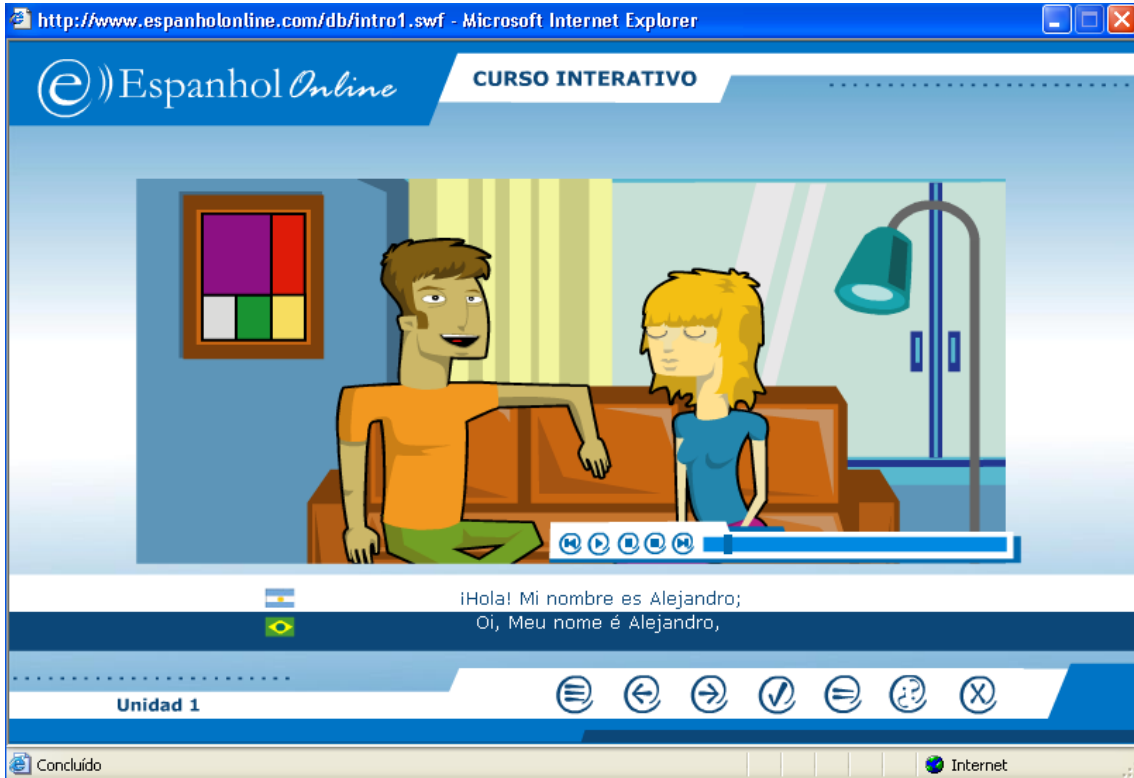 http://www.espanholonline.com/db/intro1.swf - Microsoft Internet Explorer
e Espanhol Online
CURSO INTERATIVO
¡Hola! Mi nombre es Alejandro;
Oi, Meu nome é Alejandro,
Unidad 1
¿?
Concluído
Internet